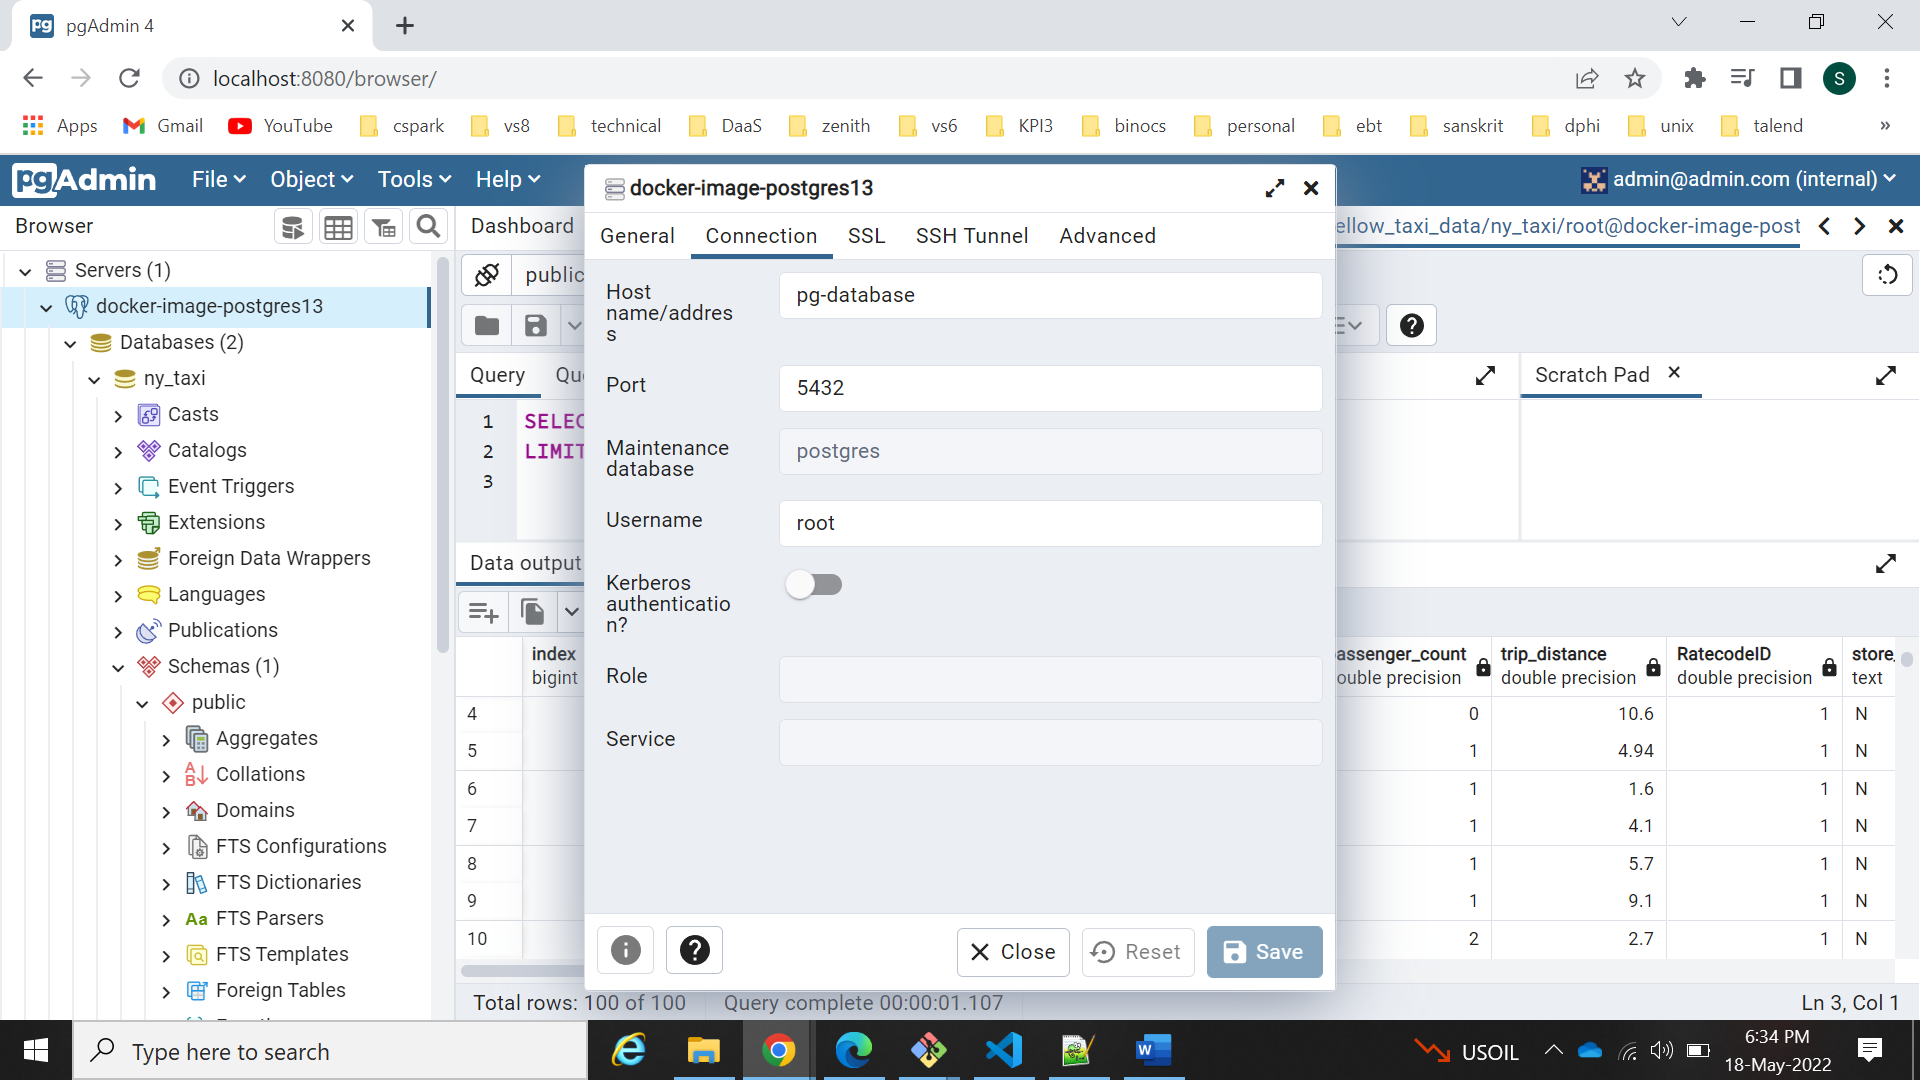 pgAdmin 4
localhost:8080/browser/
Apps Gmail YouTube cspark vs8 technical DaaS zenith vs6 KPI3 binocs personal ebt sanskrit dphi unix talend »
pgAdmin File Object Tools Help
admin@admin.com (internal)
Browser
Dashboard
ellow_taxi_data/ny_taxi/root@docker-image-post
Servers (1)
docker-image-postgres13
Databases (2)
ny_taxi
Casts
Catalogs
Event Triggers
Extensions
Foreign Data Wrappers
Languages
Publications
Schemas (1)
public
Aggregates
Collations
Domains
FTS Configurations
FTS Dictionaries
Aa FTS Parsers
FTS Templates
Foreign Tables
public
Query Qu
Scratch Pad
1 SELEC
2 LIMIT
3
Data output
docker-image-postgres13
General Connection SSL SSH Tunnel Advanced
Host name/address pg-database
Port 5432
Maintenance database postgres
Username root
Kerberos authentication?
Role
Service
Close Reset Save
index bigint
assenger_count ouble precision
trip_distance double precision
RatecodeID double precision
store_ text
4 0 10.6 1 N
5 1 4.94 1 N
6 1 1.6 1 N
7 1 4.1 1 N
8 1 5.7 1 N
9 1 9.1 1 N
10 2 2.7 1 N
Total rows: 100 of 100 Query complete 00:00:01.107 Ln 3, Col 1
Type here to search
USOIL
6:34 PM
18-May-2022
S